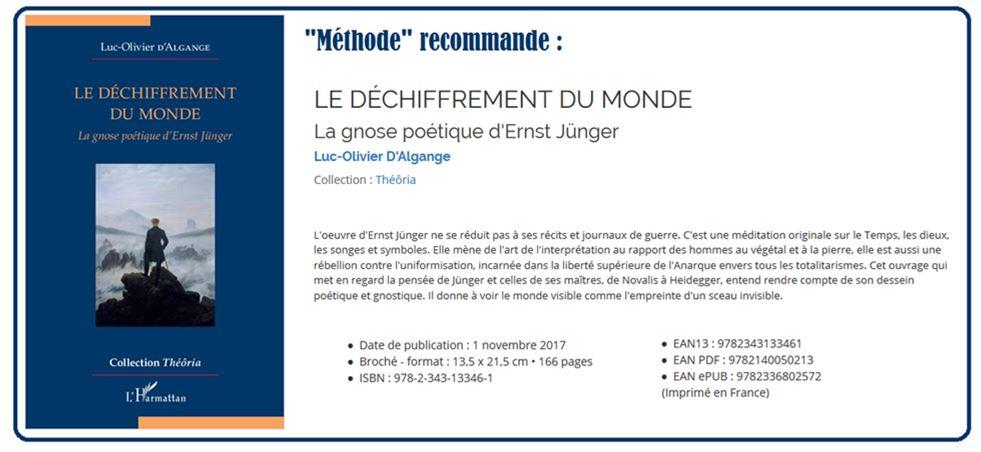 Luc-Olivier D'ALGANGE
LE DÉCHIFFREMENT
DU MONDE
La gnose poétique d'Ernst Jünger
Collection Théôria
L'Harmattan
"Méthode" recommande :
LE DÉCHIFFREMENT DU MONDE
La gnose poétique d'Ernst Jünger
Luc-Olivier D'Algange
Collection : Théôria
L'oeuvre d'Ernst Jünger ne se réduit pas à ses récits et journaux de guerre. C'est une méditation originale sur le Temps, les dieux,
les songes et symboles. Elle mène de l'art de l'interprétation au rapport des hommes au végétal et à la pierre, elle est aussi une
rébellion contre l'uniformisation, incarnée dans la liberté supérieure de l'Anarque envers tous les totalitarismes. Cet ouvrage qui
met en regard la pensée de Jünger et celles de ses maîtres, de Novalis à Heidegger, entend rendre compte de son dessein
poétique et gnostique. Il donne à voir le monde visible comme l'empreinte d'un sceau invisible.
• Date de publication : 1 novembre 2017
• Broché - format : 13,5 x 21,5 cm • 166 pages
• ISBN : 978-2-343-13346-1
• EAN13 : 9782343133461
• EAN PDF : 9782140050213
• EAN ePUB : 9782336802572
(Imprimé en France)